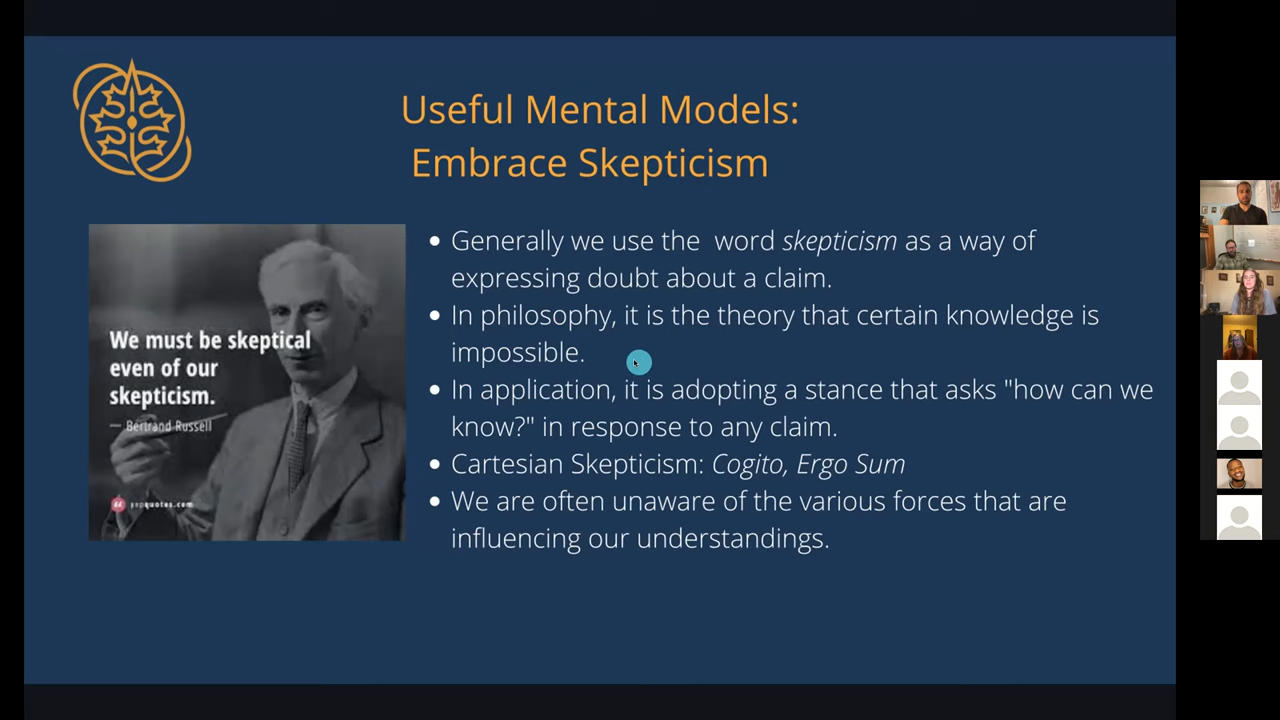 Useful Mental Models:
Embrace Skepticism
We must be skeptical
even of our
skepticism.
— Bertrand Russell
yepquotes.com
• Generally we use the word skepticism as a way of
expressing doubt about a claim.
• In philosophy, it is the theory that certain knowledge is
impossible.
• In application, it is adopting a stance that asks "how can we
know?" in response to any claim.
• Cartesian Skepticism: Cogito, Ergo Sum
• We are often unaware of the various forces that are
influencing our understandings.